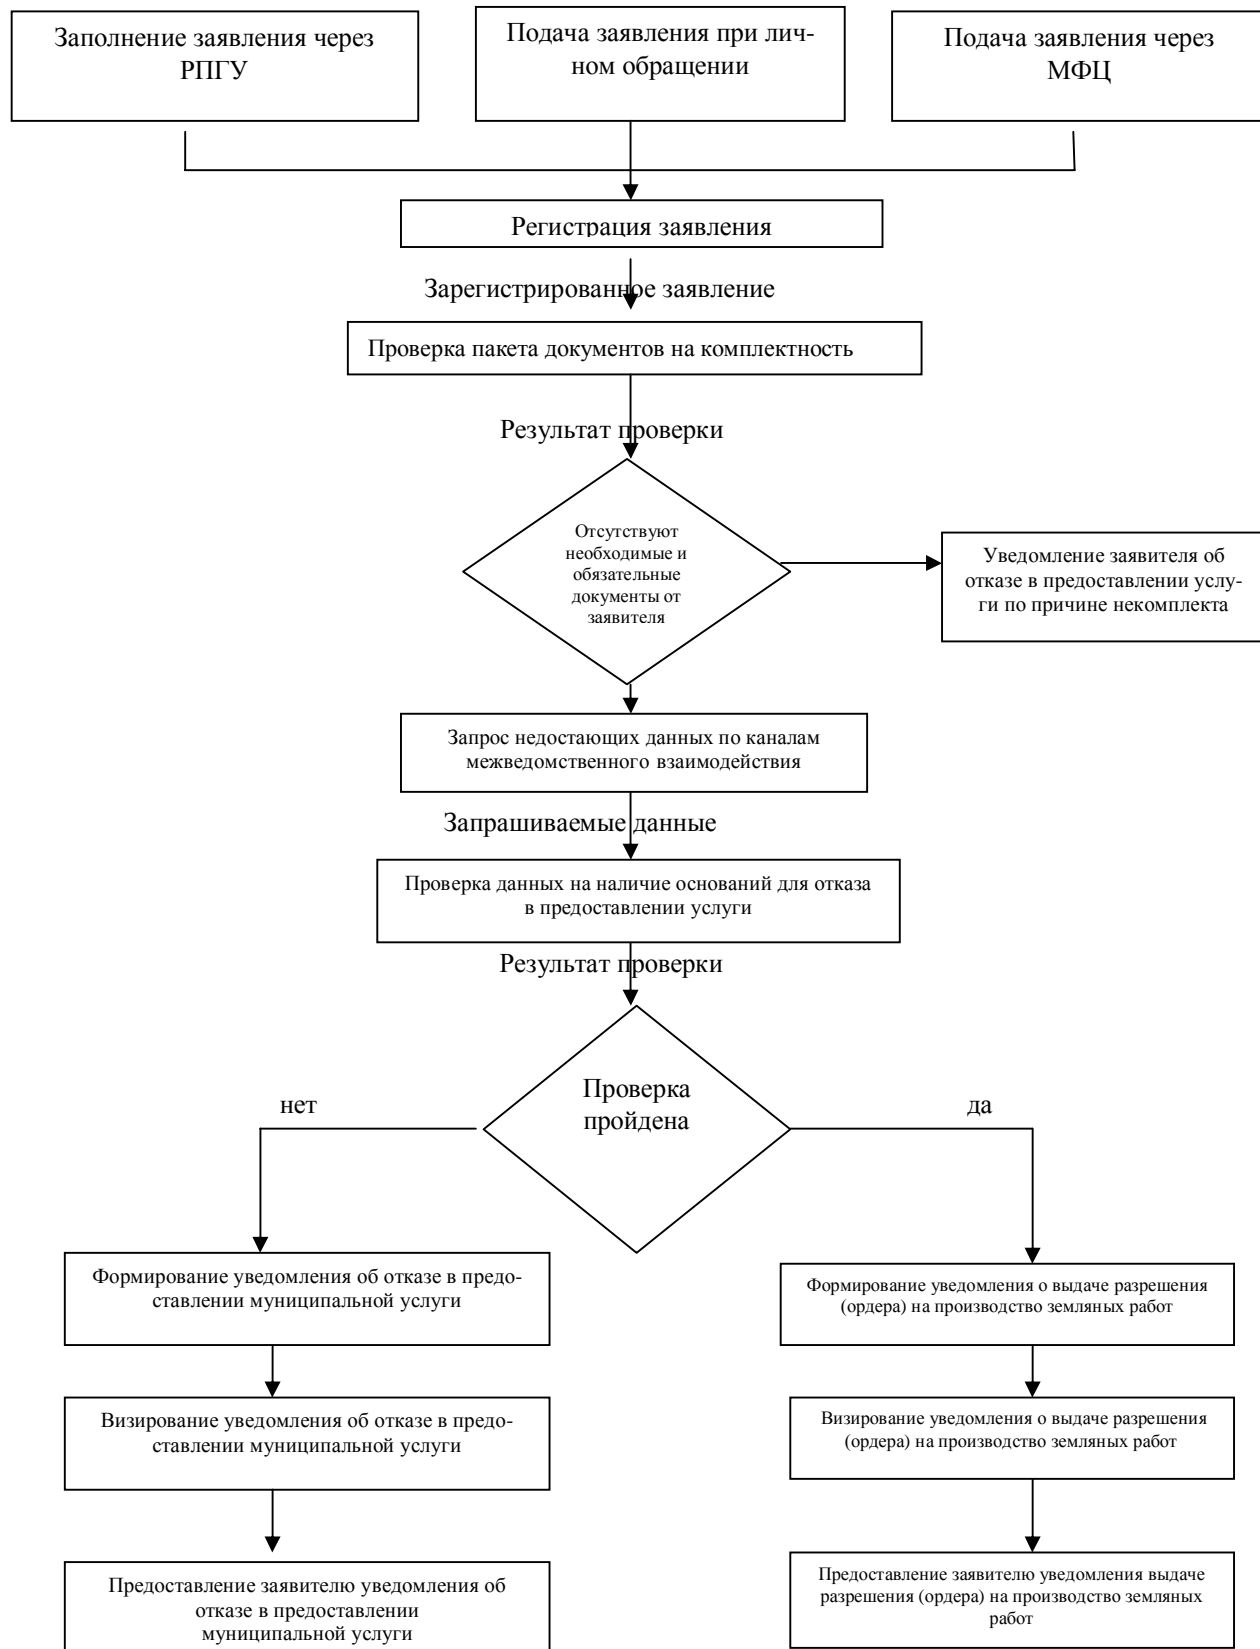 Заполнение заявления через
РПГУ
Подача заявления при лич-
ном обращении
Подача заявления через
МФЦ
Регистрация заявления
Зарегистрированное заявление
Проверка пакета документов на комплектность
Результат проверки
Отсутствуют
необходимые и
обязательные
документы от
заявителя
Уведомление заявителя об
отказе в предоставлении услу-
ги по причине некомплекта
Запрос недостающих данных по каналам
межведомственного взаимодействия
Запрашиваемые данные
Проверка данных на наличие оснований для отказа
в предоставлении услуги
Результат проверки
Проверка
пройдена
нет
да
Формирование уведомления об отказе в предо-
ставлении муниципальной услуги
Формирование уведомления о выдаче разрешения
(ордера) на производство земляных работ
Визирование уведомления об отказе в предо-
ставлении муниципальной услуги
Визирование уведомления о выдаче разрешения
(ордера) на производство земляных работ
Предоставление заявителю уведомления об
отказе в предоставлении
муниципальной услуги
Предоставление заявителю уведомления выдаче
разрешения (ордера) на производство земляных
работ